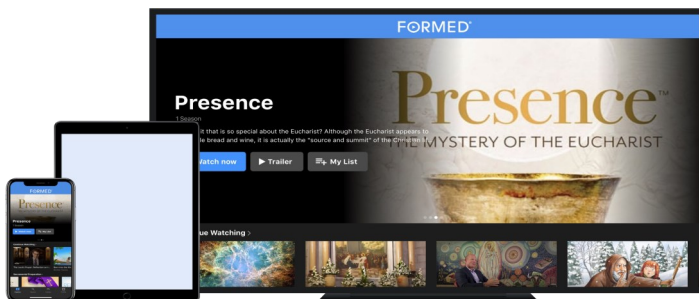 FORMED
Presence
1 Season
it that is so special about the Eucharist? Although the Eucharist appears to
le bread and wine, it is actually the "source and summit" of the Christian
Watch now
Trailer
My List
Presence™
THE MYSTERY OF THE EUCHARIST
ue Watching >
FORMED
Presence
Presence